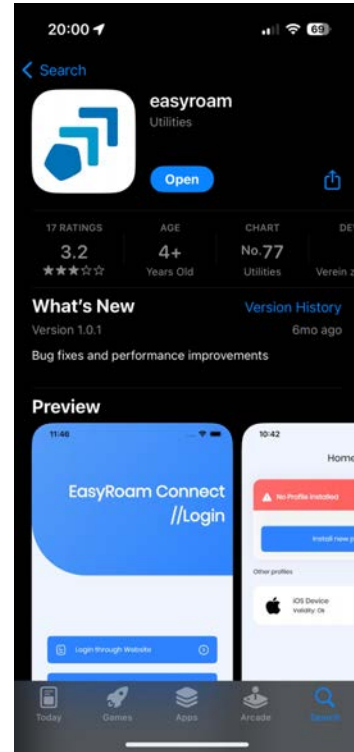 20:00
69
Search
easyroam
Utilities
Open
17 RATINGS
AGE
CHART
DE
3.2
4+
No.77
★★★☆☆
Years Old
Utilities
Verein z
What's New
Version History
Version 1.0.1
6mo ago
Bug fixes and performance improvements
Preview
11:46
EasyRoam Connect
//Login
Login through Website
10:42
Home
No Profile installed
Install new p
Other profiles
iOS Device
Validity: Ok
Today
Games
Apps
Arcade
Search